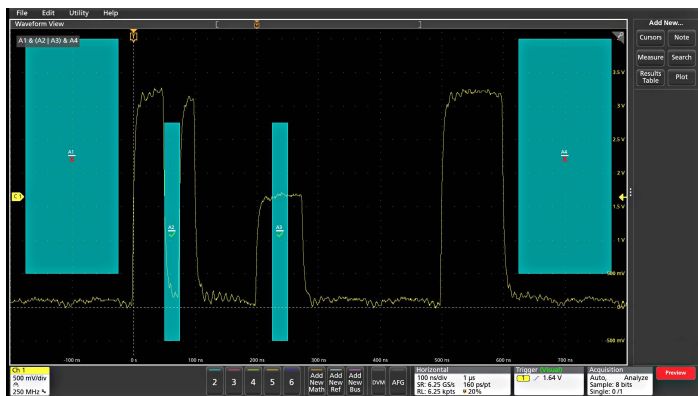 File Edit Utility Help
Waveform View
Add New...
A1 & (A2 | A3) & A4
Cursors Note
Measure Search
Results Table Plot
3.5 V
3 V
2.5 V
2 V
1.5 V
1 V
500 mV
0 V
-500 mV
A1
A2
A3
A4
C1
-100 ns 0 s 100 ns 200 ns 300 ns 400 ns 500 ns 600 ns 700 ns
Ch 1
500 mV/div
250 MHz
2 3 4 5 6
Add New Math
Add New Ref
Add New Bus
DVM AFG
Horizontal
100 ns/div 1 µs
SR: 6.25 GS/s 160 ps/pt
RL: 6.25 kpts 20%
Trigger (Visual)
1 1.64 V
Acquisition
Auto, Analyze
Sample: 8 bits
Single: 0 /1
Preview